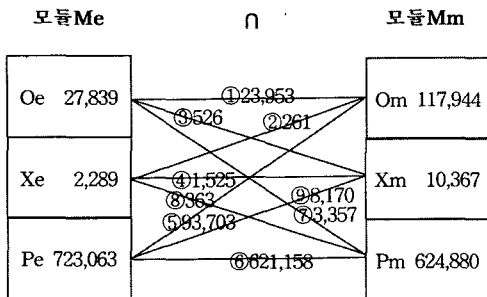 모듈Me ∩ 모듈Mm
Oe 27,839 ①23,953 Om 117,944
③526 ②261
Xe 2,289 ④1,525 ⑨8,170 Xm 10,367
⑧363 ⑦3,357
⑤93,703
Pe 723,063 ⑥621,158 Pm 624,880